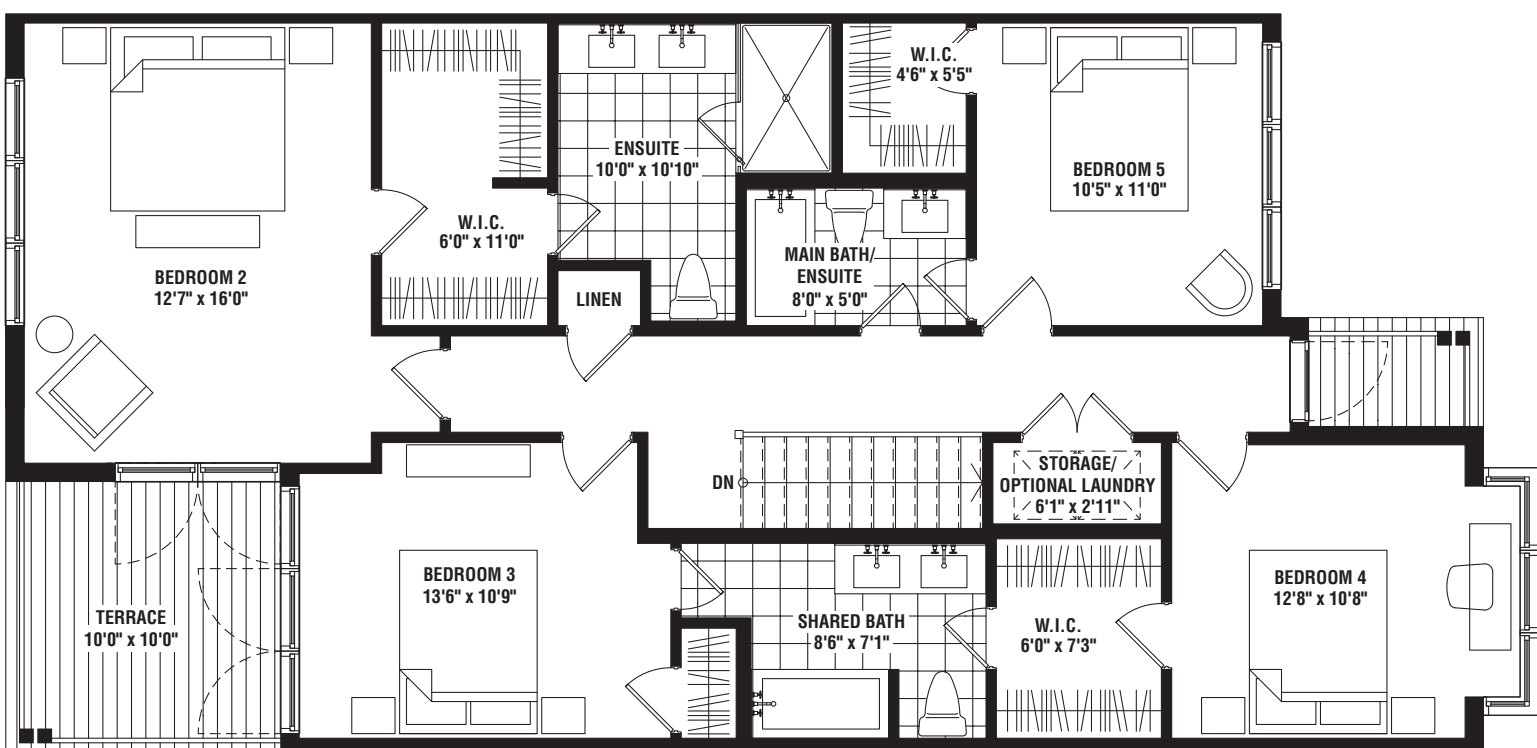 W.I.C.
4'6" x 5'5"
ENSUITE
10'0" x 10'10"
BEDROOM 5
10'5" x 11'0"
W.I.C.
6'0" x 11'0"
MAIN BATH/
ENSUITE
8'0" x 5'0"
BEDROOM 2
12'7" x 16'0"
LINEN
DN
STORAGE/
OPTIONAL LAUNDRY
6'1" x 2'11"
BEDROOM 3
13'6" x 10'9"
BEDROOM 4
12'8" x 10'8"
TERRACE
10'0" x 10'0"
SHARED BATH
8'6" x 7'1"
W.I.C.
6'0" x 7'3"